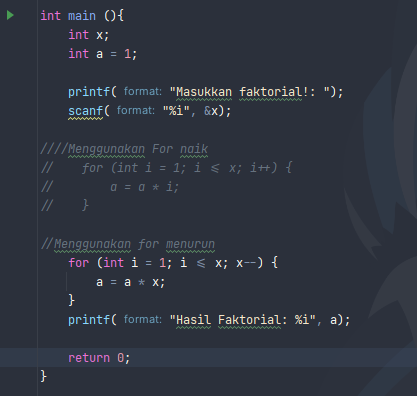 int main (){
int x;
int a = 1;
printf( format: "Masukkan faktorial!: ");
scanf( format: "%i", &x);
////Menggunakan For naik
//    for (int i = 1; i <= x; i++) {
//        a = a * i;
//    }
//Menggunakan for menurun
for (int i = 1; i <= x; x--) {
a = a * x;
}
printf( format: "Hasil Faktorial: %i", a);
return 0;
}